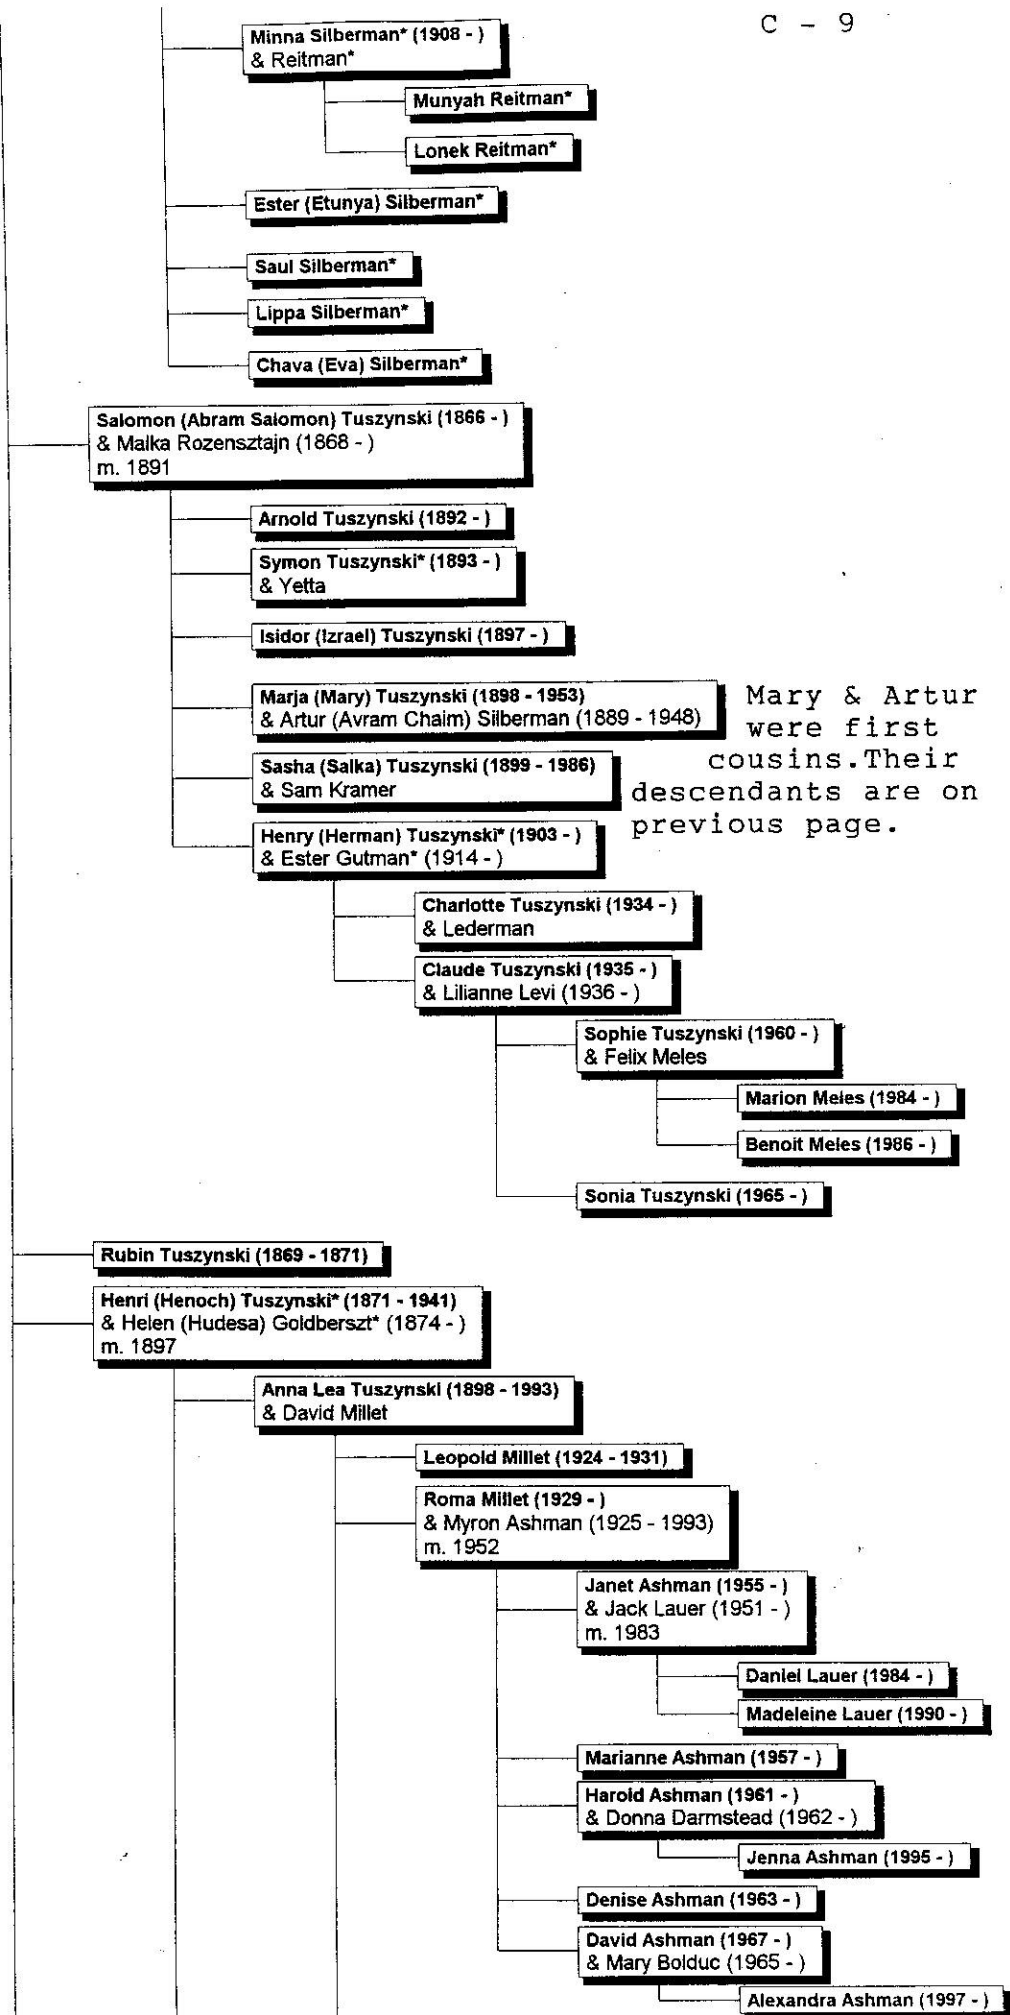 C - 9
Minna Silberman* (1908 - )
& Reitman*
Munyah Reitman*
Lonek Reitman*
Ester (Etunya) Silberman*
Saul Silberman*
Lippa Silberman*
Chava (Eva) Silberman*
Salomon (Abram Salomon) Tuszynski (1866 - )
& Malka Rozensztajn (1868 - )
m. 1891
Arnold Tuszynski (1892 - )
Symon Tuszynski* (1893 - )
& Yetta
Isidor (Izrael) Tuszynski (1897 - )
Marja (Mary) Tuszynski (1898 - 1953)
& Artur (Avram Chaim) Silberman (1889 - 1948)
Mary & Artur
were first
cousins.Their
descendants are on
previous page.
Sasha (Salka) Tuszynski (1899 - 1986)
& Sam Kramer
Henry (Herman) Tuszynski* (1903 - )
& Ester Gutman* (1914 - )
Charlotte Tuszynski (1934 - )
& Lederman
Claude Tuszynski (1935 - )
& Lilianne Levi (1936 - )
Sophie Tuszynski (1960 - )
& Felix Meles
Marion Meles (1984 - )
Benoit Meles (1986 - )
Sonia Tuszynski (1965 - )
Rubin Tuszynski (1869 - 1871)
Henri (Henoch) Tuszynski* (1871 - 1941)
& Helen (Hudesa) Goldberszt* (1874 - )
m. 1897
Anna Lea Tuszynski (1898 - 1993)
& David Millet
Leopold Millet (1924 - 1931)
Roma Millet (1929 - )
& Myron Ashman (1925 - 1993)
m. 1952
Janet Ashman (1955 - )
& Jack Lauer (1951 - )
m. 1983
Daniel Lauer (1984 - )
Madeleine Lauer (1990 - )
Marianne Ashman (1957 - )
Harold Ashman (1961 - )
& Donna Darmstead (1962 - )
Jenna Ashman (1995 - )
Denise Ashman (1963 - )
David Ashman (1967 - )
& Mary Bolduc (1965 - )
Alexandra Ashman (1997 - )